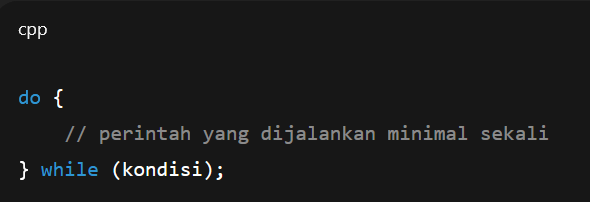 cpp
do {
// perintah yang dijalankan minimal sekali
} while (kondisi);